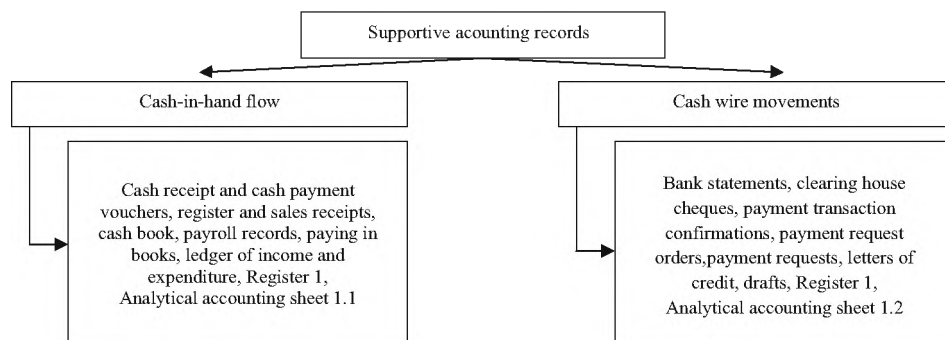 Supportive acounting records
Cash-in-hand flow
Cash wire movements
Cash receipt and cash payment
vouchers, register and sales receipts,
cash book, payroll records, paying in
books, ledger of income and
expenditure, Register 1,
Analytical accounting sheet 1.1
Bank statements, clearing house
cheques, payment transaction
confirmations, payment request
orders,payment requests, letters of
credit, drafts, Register 1,
Analytical accounting sheet 1.2